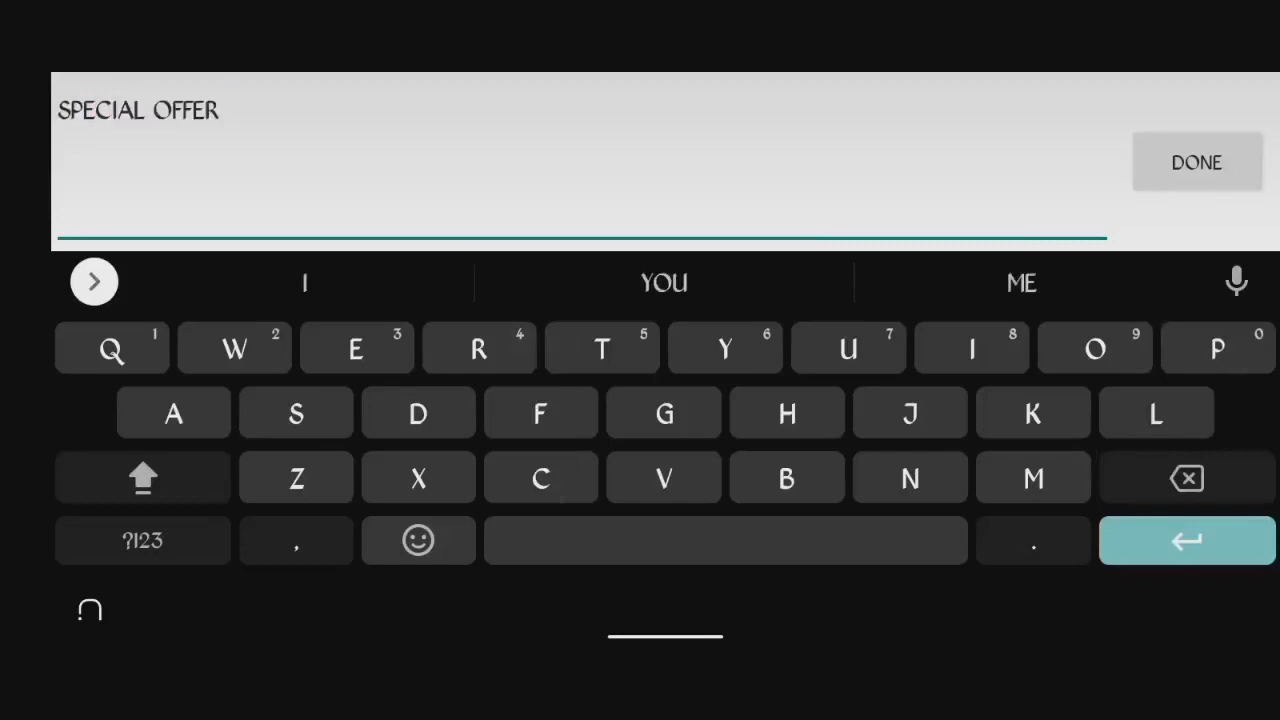 SPECIAL OFFER
DONE
I YOU ME
Q 1 W 2 E 3 R 4 T 5 Y 6 U 7 I 8 O 9 P 0
A S D F G H J K L
Z X C V B N M
?123 , .